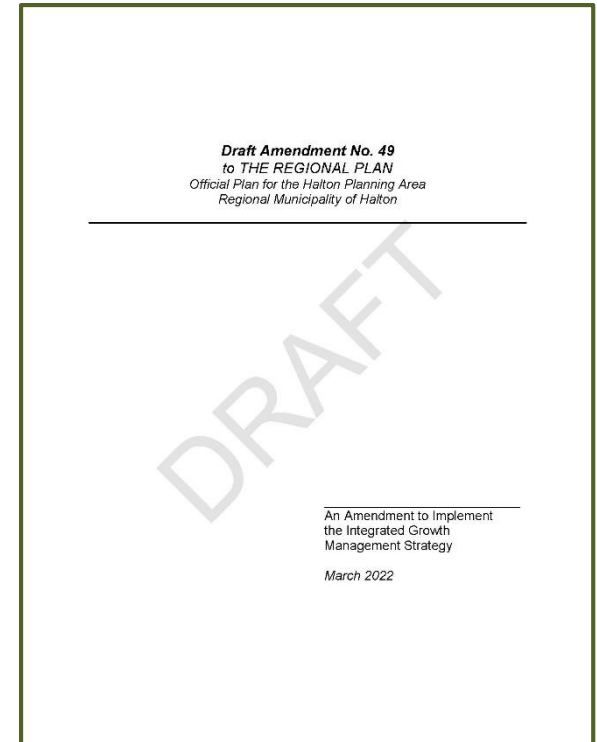 Draft Amendment No. 49
to THE REGIONAL PLAN
Official Plan for the Halton Planning Area
Regional Municipality of Halton
DRAFT
An Amendment to Implement
the Integrated Growth
Management Strategy
March 2022